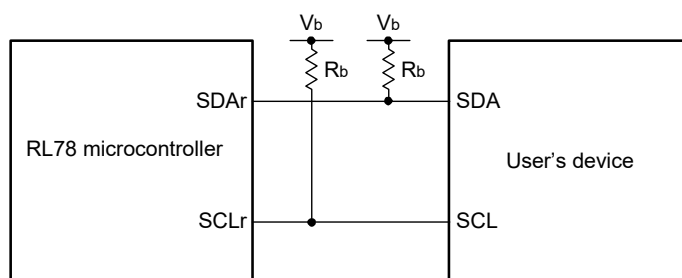 Vb Vb
Rb Rb
SDAr SDA
RL78 microcontroller User’s device
SCLr SCL